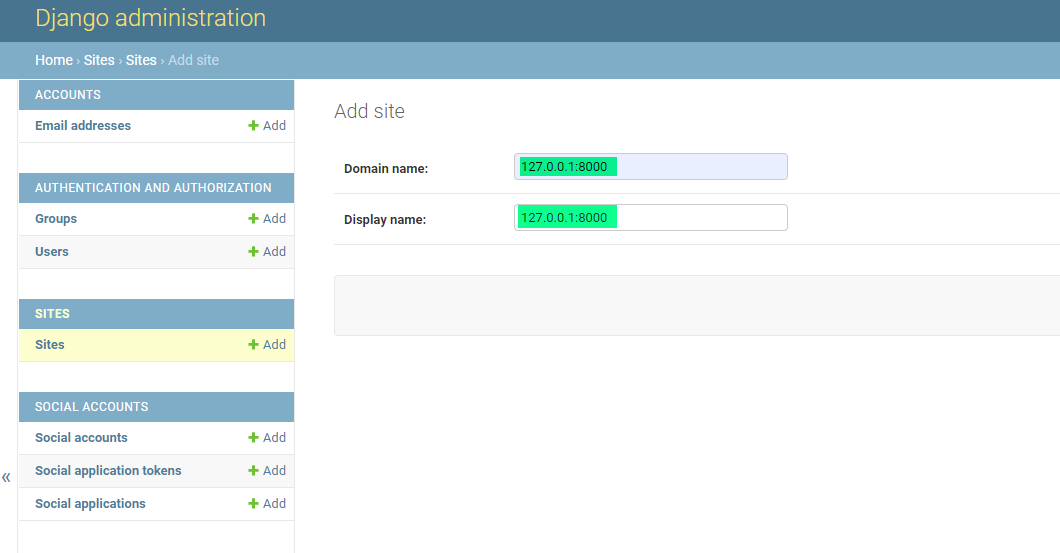 Django administration
Home › Sites › Sites › Add site
ACCOUNTS
Email addresses + Add
AUTHENTICATION AND AUTHORIZATION
Groups + Add
Users + Add
SITES
Sites + Add
SOCIAL ACCOUNTS
Social accounts + Add
Social application tokens + Add
Social applications + Add
«
Add site
Domain name: 127.0.0.1:8000
Display name: 127.0.0.1:8000